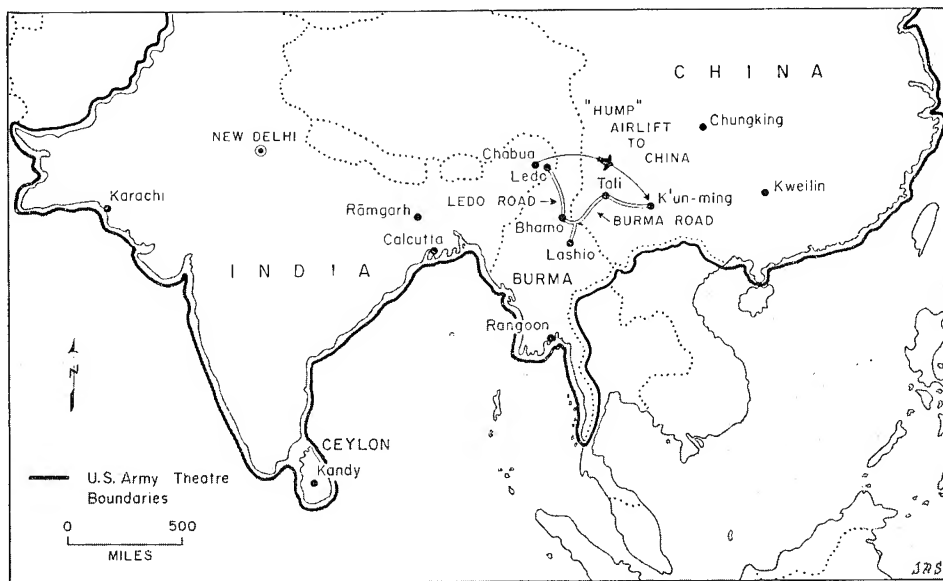 C H I N A
"HUMP"
AIRLIFT
TO
CHINA
Chungking
NEW DELHI
Chābua
Ledo
Tali
K'un-ming
Kweilin
Karachi
LEDO ROAD
BURMA ROAD
Rāmgarh
Bhamo
Calcutta
Lashio
I N D I A
BURMA
Rangoon
N
CEYLON
Kandy
U.S. Army Theatre
Boundaries
0 500
MILES